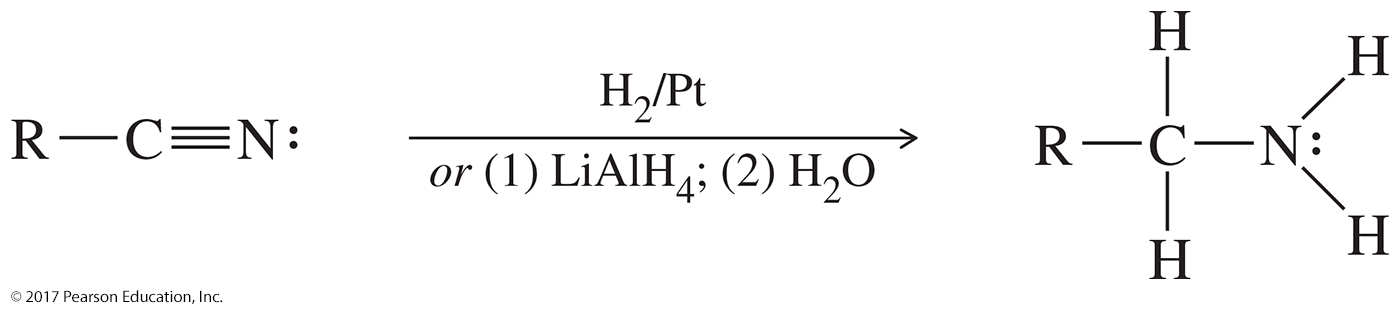 R—C≡N:
H₂/Pt
or (1) LiAlH₄; (2) H₂O
H
H
R—C—N:
H
H
© 2017 Pearson Education, Inc.